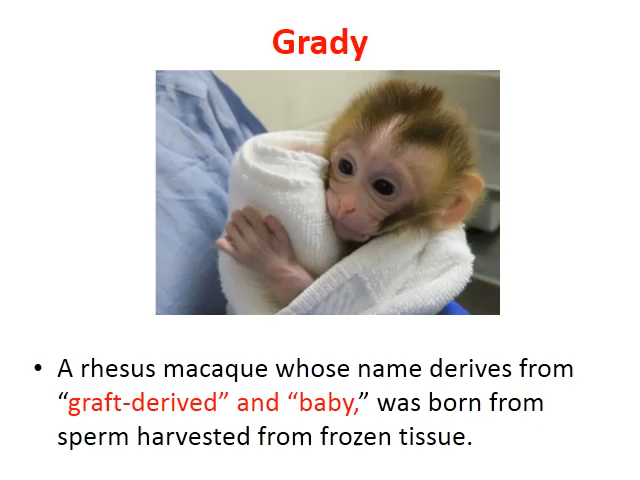 Grady
• A rhesus macaque whose name derives from
“graft-derived” and “baby,” was born from
sperm harvested from frozen tissue.